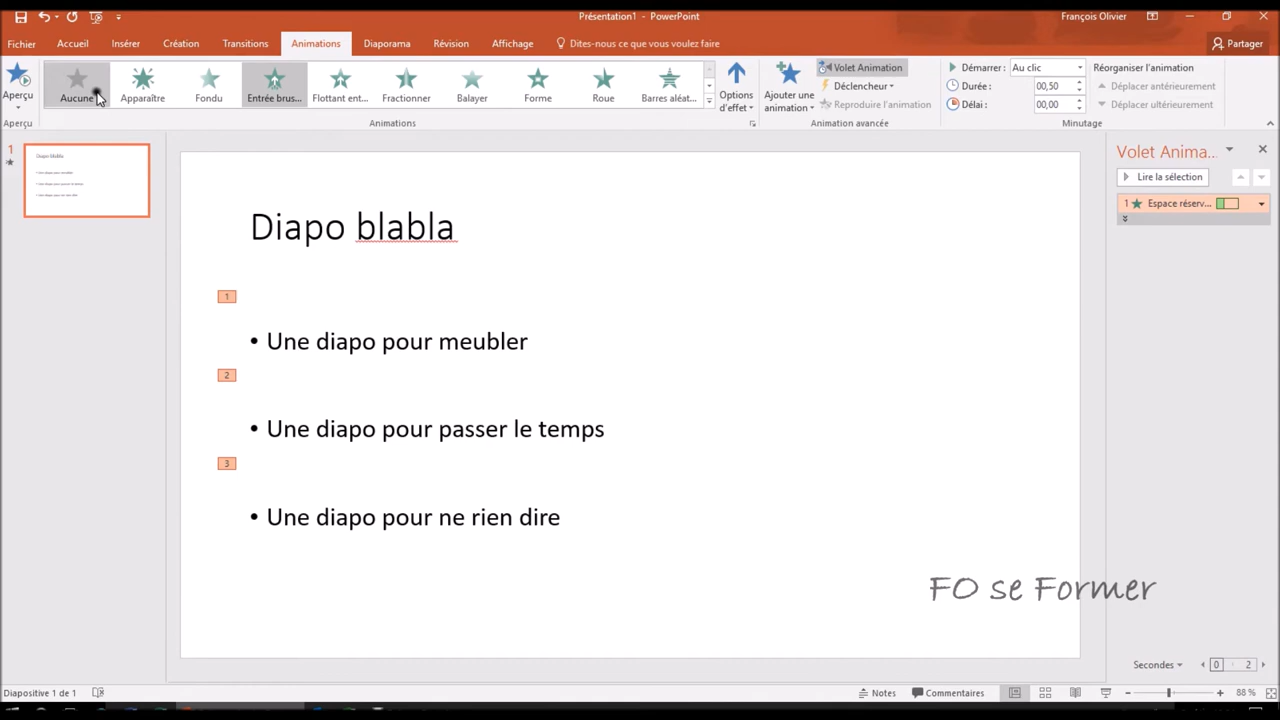 Présentation1 - PowerPoint
François Olivier
Fichier Accueil Insérer Création Transitions Animations Diaporama Révision Affichage Dites-nous ce que vous voulez faire Partager
Aperçu
Aucune Apparaître Fondu Entrée brus... Flottant ent... Fractionner Balayer Forme Roue Barres aléat...
Options d'effet
Ajouter une animation
Volet Animation
Déclencheur
Reproduire l'animation
Démarrer: Au clic
Durée: 00,50
Délai: 00,00
Réorganiser l'animation
Déplacer antérieurement
Déplacer ultérieurement
Aperçu Animations Animation avancée Minutage
1
Diapo blabla
1
• Une diapo pour meubler
2
• Une diapo pour passer le temps
3
• Une diapo pour ne rien dire
FO se Former
Volet Anima...
Lire la sélection
1 Espace réserv...
Secondes 0 2
Diapositive 1 de 1
Notes Commentaires 88 %